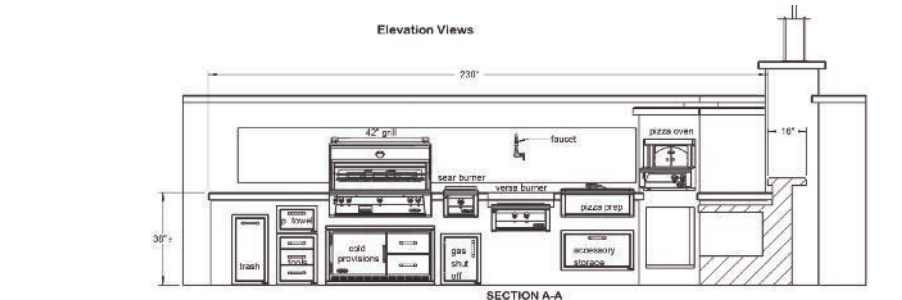 Elevation Views
230"
42" grill
faucet
pizza oven
16"
sear burner
versa burner
pizza prep
36"±
p. towel
trash
tools
cold
provisions
gas
shut
off
accessory
storage
SECTION A-A